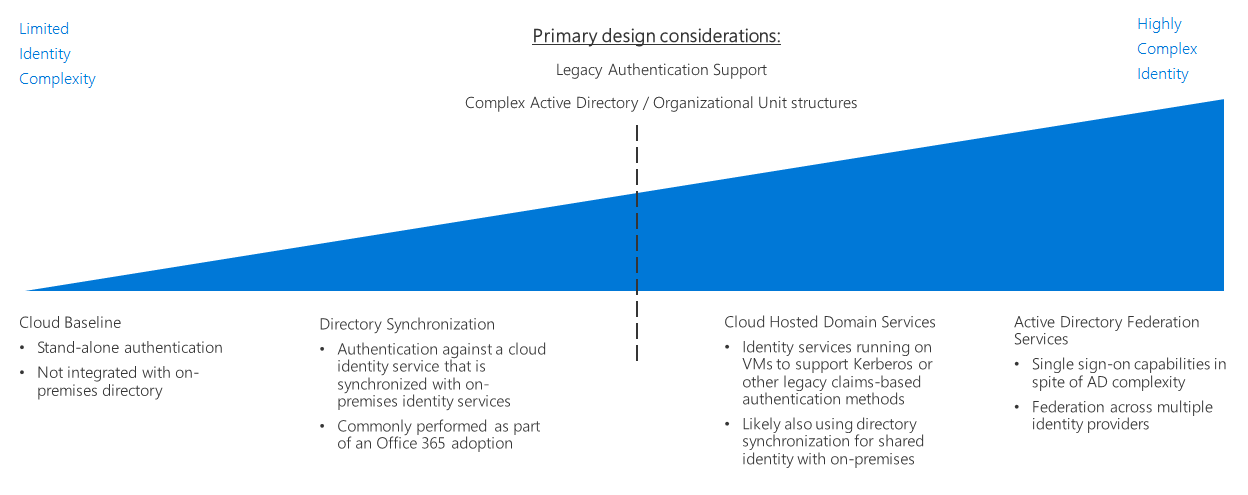 Limited
Identity
Complexity
Primary design considerations:
Legacy Authentication Support
Complex Active Directory / Organizational Unit structures
Highly
Complex
Identity
Cloud Baseline
• Stand-alone authentication
• Not integrated with on-
premises directory
Directory Synchronization
• Authentication against a cloud
identity service that is
synchronized with on-
premises identity services
• Commonly performed as part
of an Office 365 adoption
Cloud Hosted Domain Services
• Identity services running on
VMs to support Kerberos or
other legacy claims-based
authentication methods
• Likely also using directory
synchronization for shared
identity with on-premises
Active Directory Federation
Services
• Single sign-on capabilities in
spite of AD complexity
• Federation across multiple
identity providers